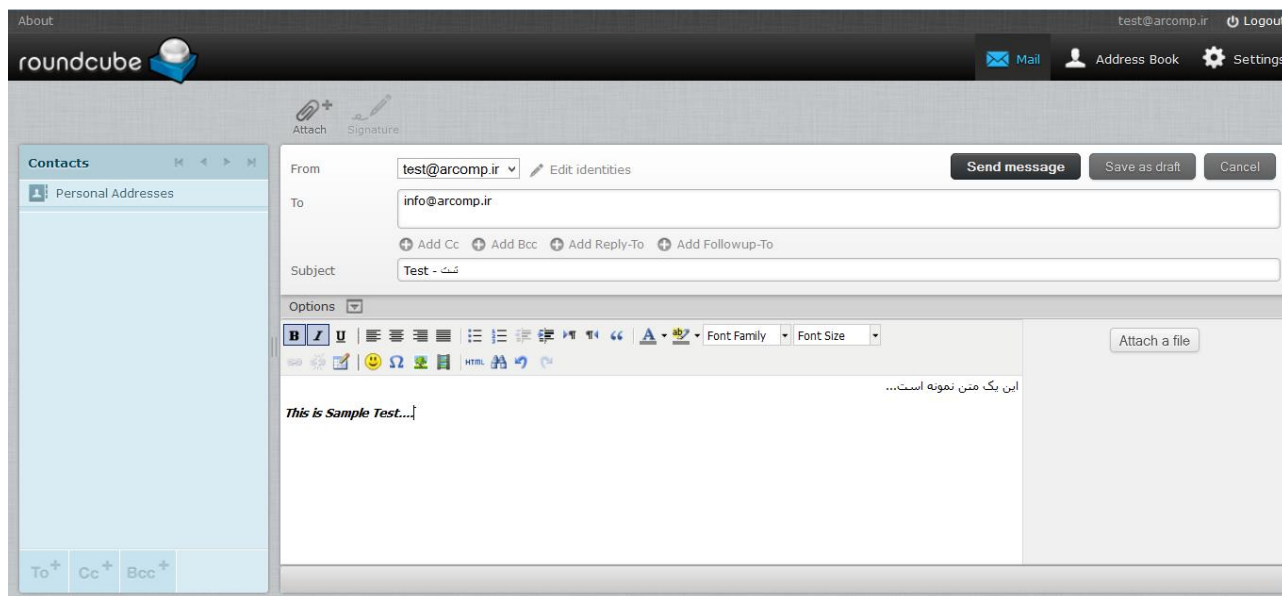 About test@arcomp.ir Logout
roundcube Mail Address Book Settings
Attach Signature
Contacts
Personal Addresses
From test@arcomp.ir Edit identities Send message Save as draft Cancel
To info@arcomp.ir
Add Cc Add Bcc Add Reply-To Add Followup-To
Subject Test - ثت
Options
B I U A ab Font Family Font Size Attach a file
Ω HTML
این یک متن نمونه است...
This is Sample Test....
To+ Cc+ Bcc+